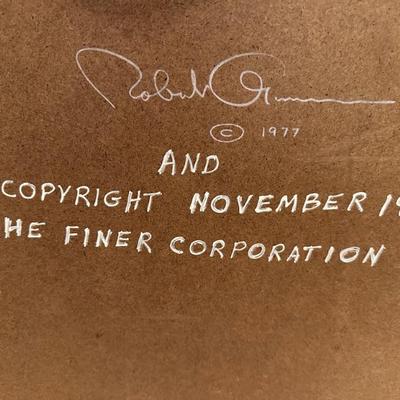 Robert
© 1977
AND
COPYRIGHT NOVEMBER 19
HE FINER CORPORATION